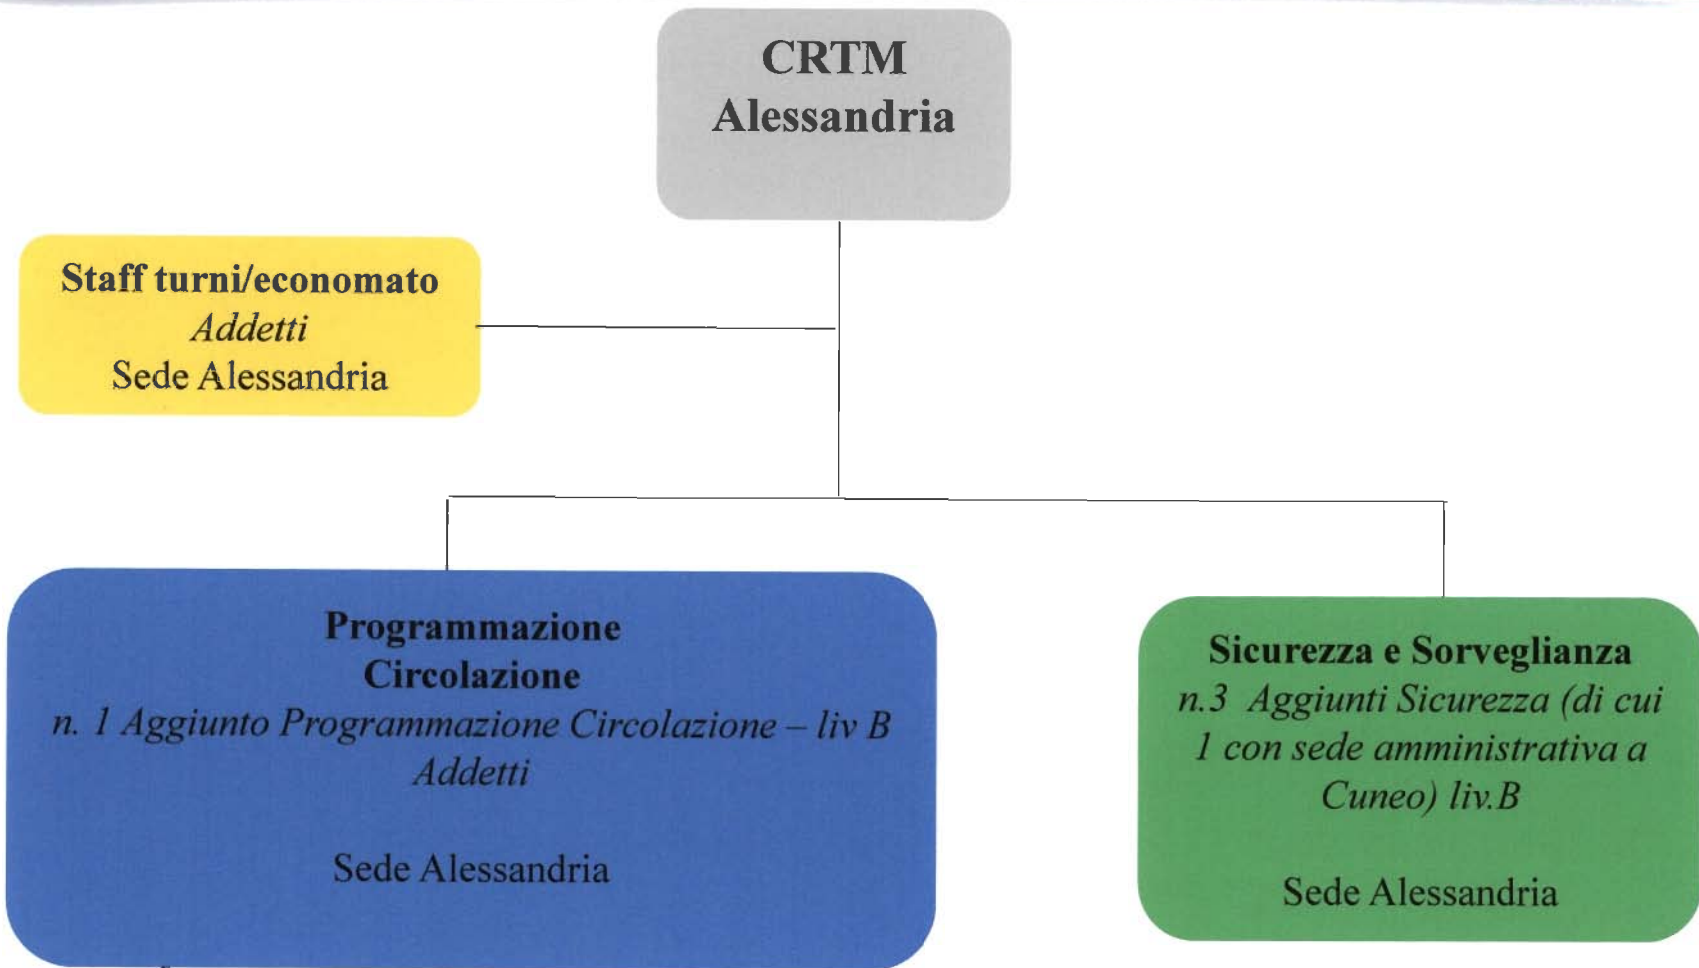 CRTM
Alessandria
Staff turni/economato
Addetti
Sede Alessandria
Programmazione
Circolazione
n. 1 Aggiunto Programmazione Circolazione – liv B
Addetti
Sede Alessandria
Sicurezza e Sorveglianza
n.3 Aggiunti Sicurezza (di cui
1 con sede amministrativa a
Cuneo) liv.B
Sede Alessandria